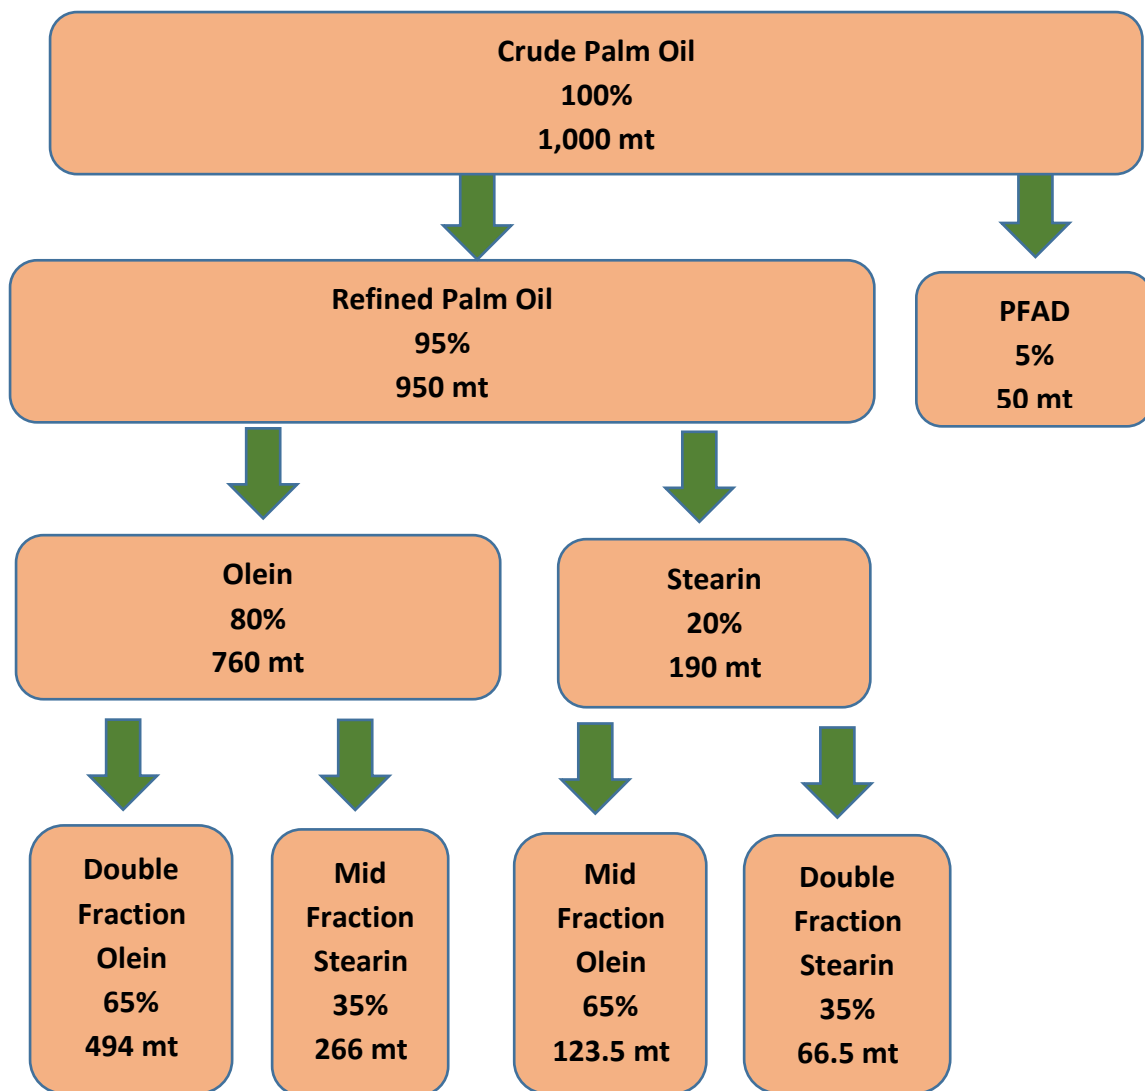 Crude Palm Oil
100%
1,000 mt
Refined Palm Oil
95%
950 mt
PFAD
5%
50 mt
Olein
80%
760 mt
Stearin
20%
190 mt
Double
Fraction
Olein
65%
494 mt
Mid
Fraction
Stearin
35%
266 mt
Mid
Fraction
Olein
65%
123.5 mt
Double
Fraction
Stearin
35%
66.5 mt